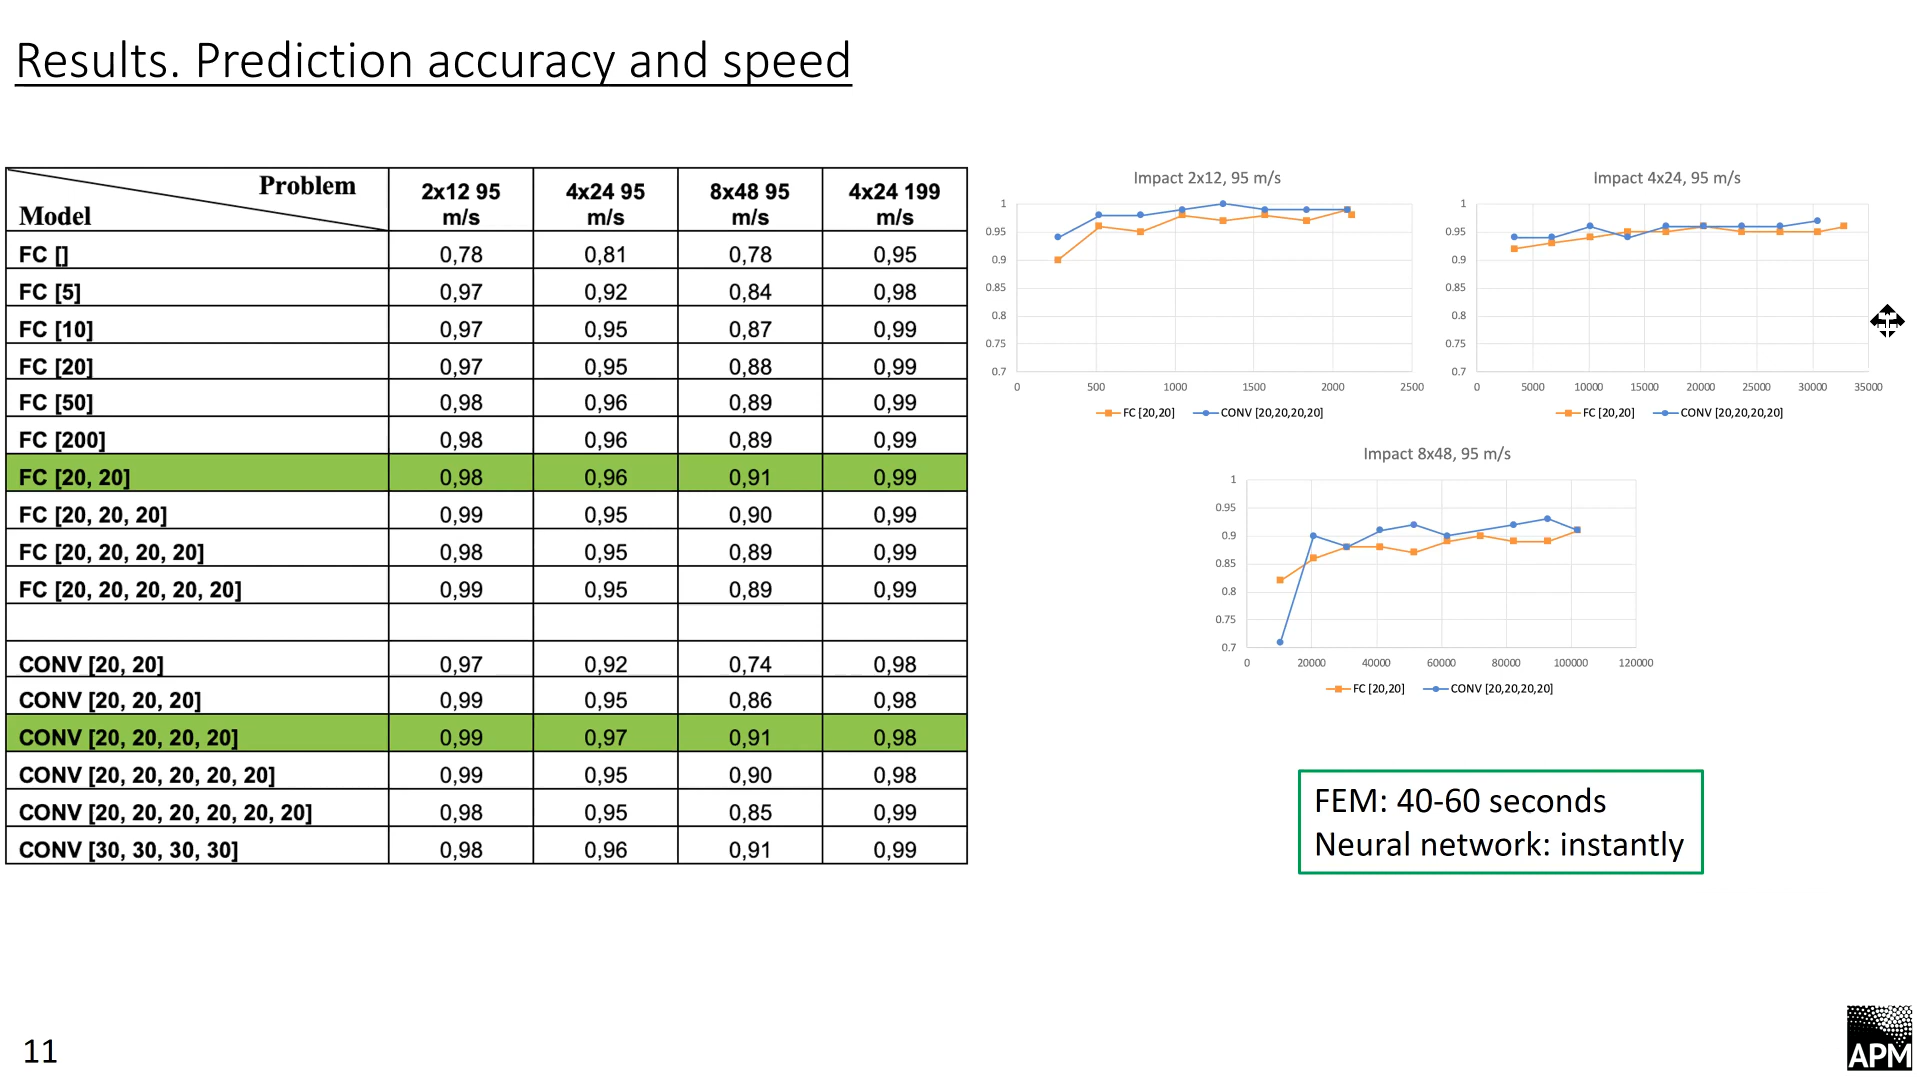 Results. Prediction accuracy and speed
Problem
Model
2x12 95 m/s
4x24 95 m/s
8x48 95 m/s
4x24 199 m/s
FC [] 0,78 0,81 0,78 0,95
FC [5] 0,97 0,92 0,84 0,98
FC [10] 0,97 0,95 0,87 0,99
FC [20] 0,97 0,95 0,88 0,99
FC [50] 0,98 0,96 0,89 0,99
FC [200] 0,98 0,96 0,89 0,99
FC [20, 20] 0,98 0,96 0,91 0,99
FC [20, 20, 20] 0,99 0,95 0,90 0,99
FC [20, 20, 20, 20] 0,98 0,95 0,89 0,99
FC [20, 20, 20, 20, 20] 0,99 0,95 0,89 0,99
CONV [20, 20] 0,97 0,92 0,74 0,98
CONV [20, 20, 20] 0,99 0,95 0,86 0,98
CONV [20, 20, 20, 20] 0,99 0,97 0,91 0,98
CONV [20, 20, 20, 20, 20] 0,99 0,95 0,90 0,98
CONV [20, 20, 20, 20, 20, 20] 0,98 0,95 0,85 0,99
CONV [30, 30, 30, 30] 0,98 0,96 0,91 0,99
Impact 2x12, 95 m/s
1
0.95
0.9
0.85
0.8
0.75
0.7
0 500 1000 1500 2000 2500
FC [20,20] CONV [20,20,20,20]
Impact 4x24, 95 m/s
1
0.95
0.9
0.85
0.8
0.75
0.7
0 5000 10000 15000 20000 25000 30000 35000
FC [20,20] CONV [20,20,20,20]
Impact 8x48, 95 m/s
1
0.95
0.9
0.85
0.8
0.75
0.7
0 20000 40000 60000 80000 100000 120000
FC [20,20] CONV [20,20,20,20]
FEM: 40-60 seconds
Neural network: instantly
11
APM